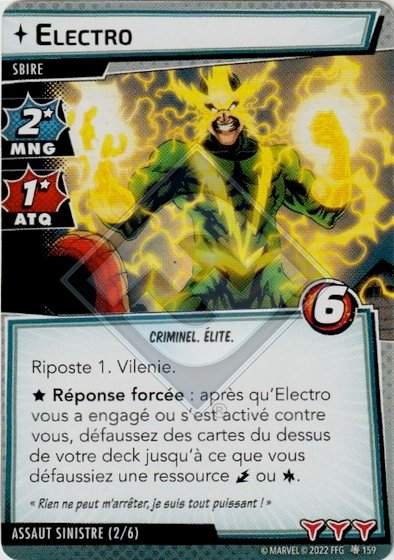 Electro
SBIRE
2
MNG
1
ATQ
6
CRIMINEL. ÉLITE.
Riposte 1. Vilenie.
★ Réponse forcée : après qu'Electro
vous a engagé ou s'est activé contre
vous, défaussez des cartes du dessus
de votre deck jusqu'à ce que vous
défaussiez une ressource ou .
« Rien ne peut m'arrêter, je suis tout puissant ! »
ASSAUT SINISTRE (2/6)
© MARVEL © 2022 FFG 159